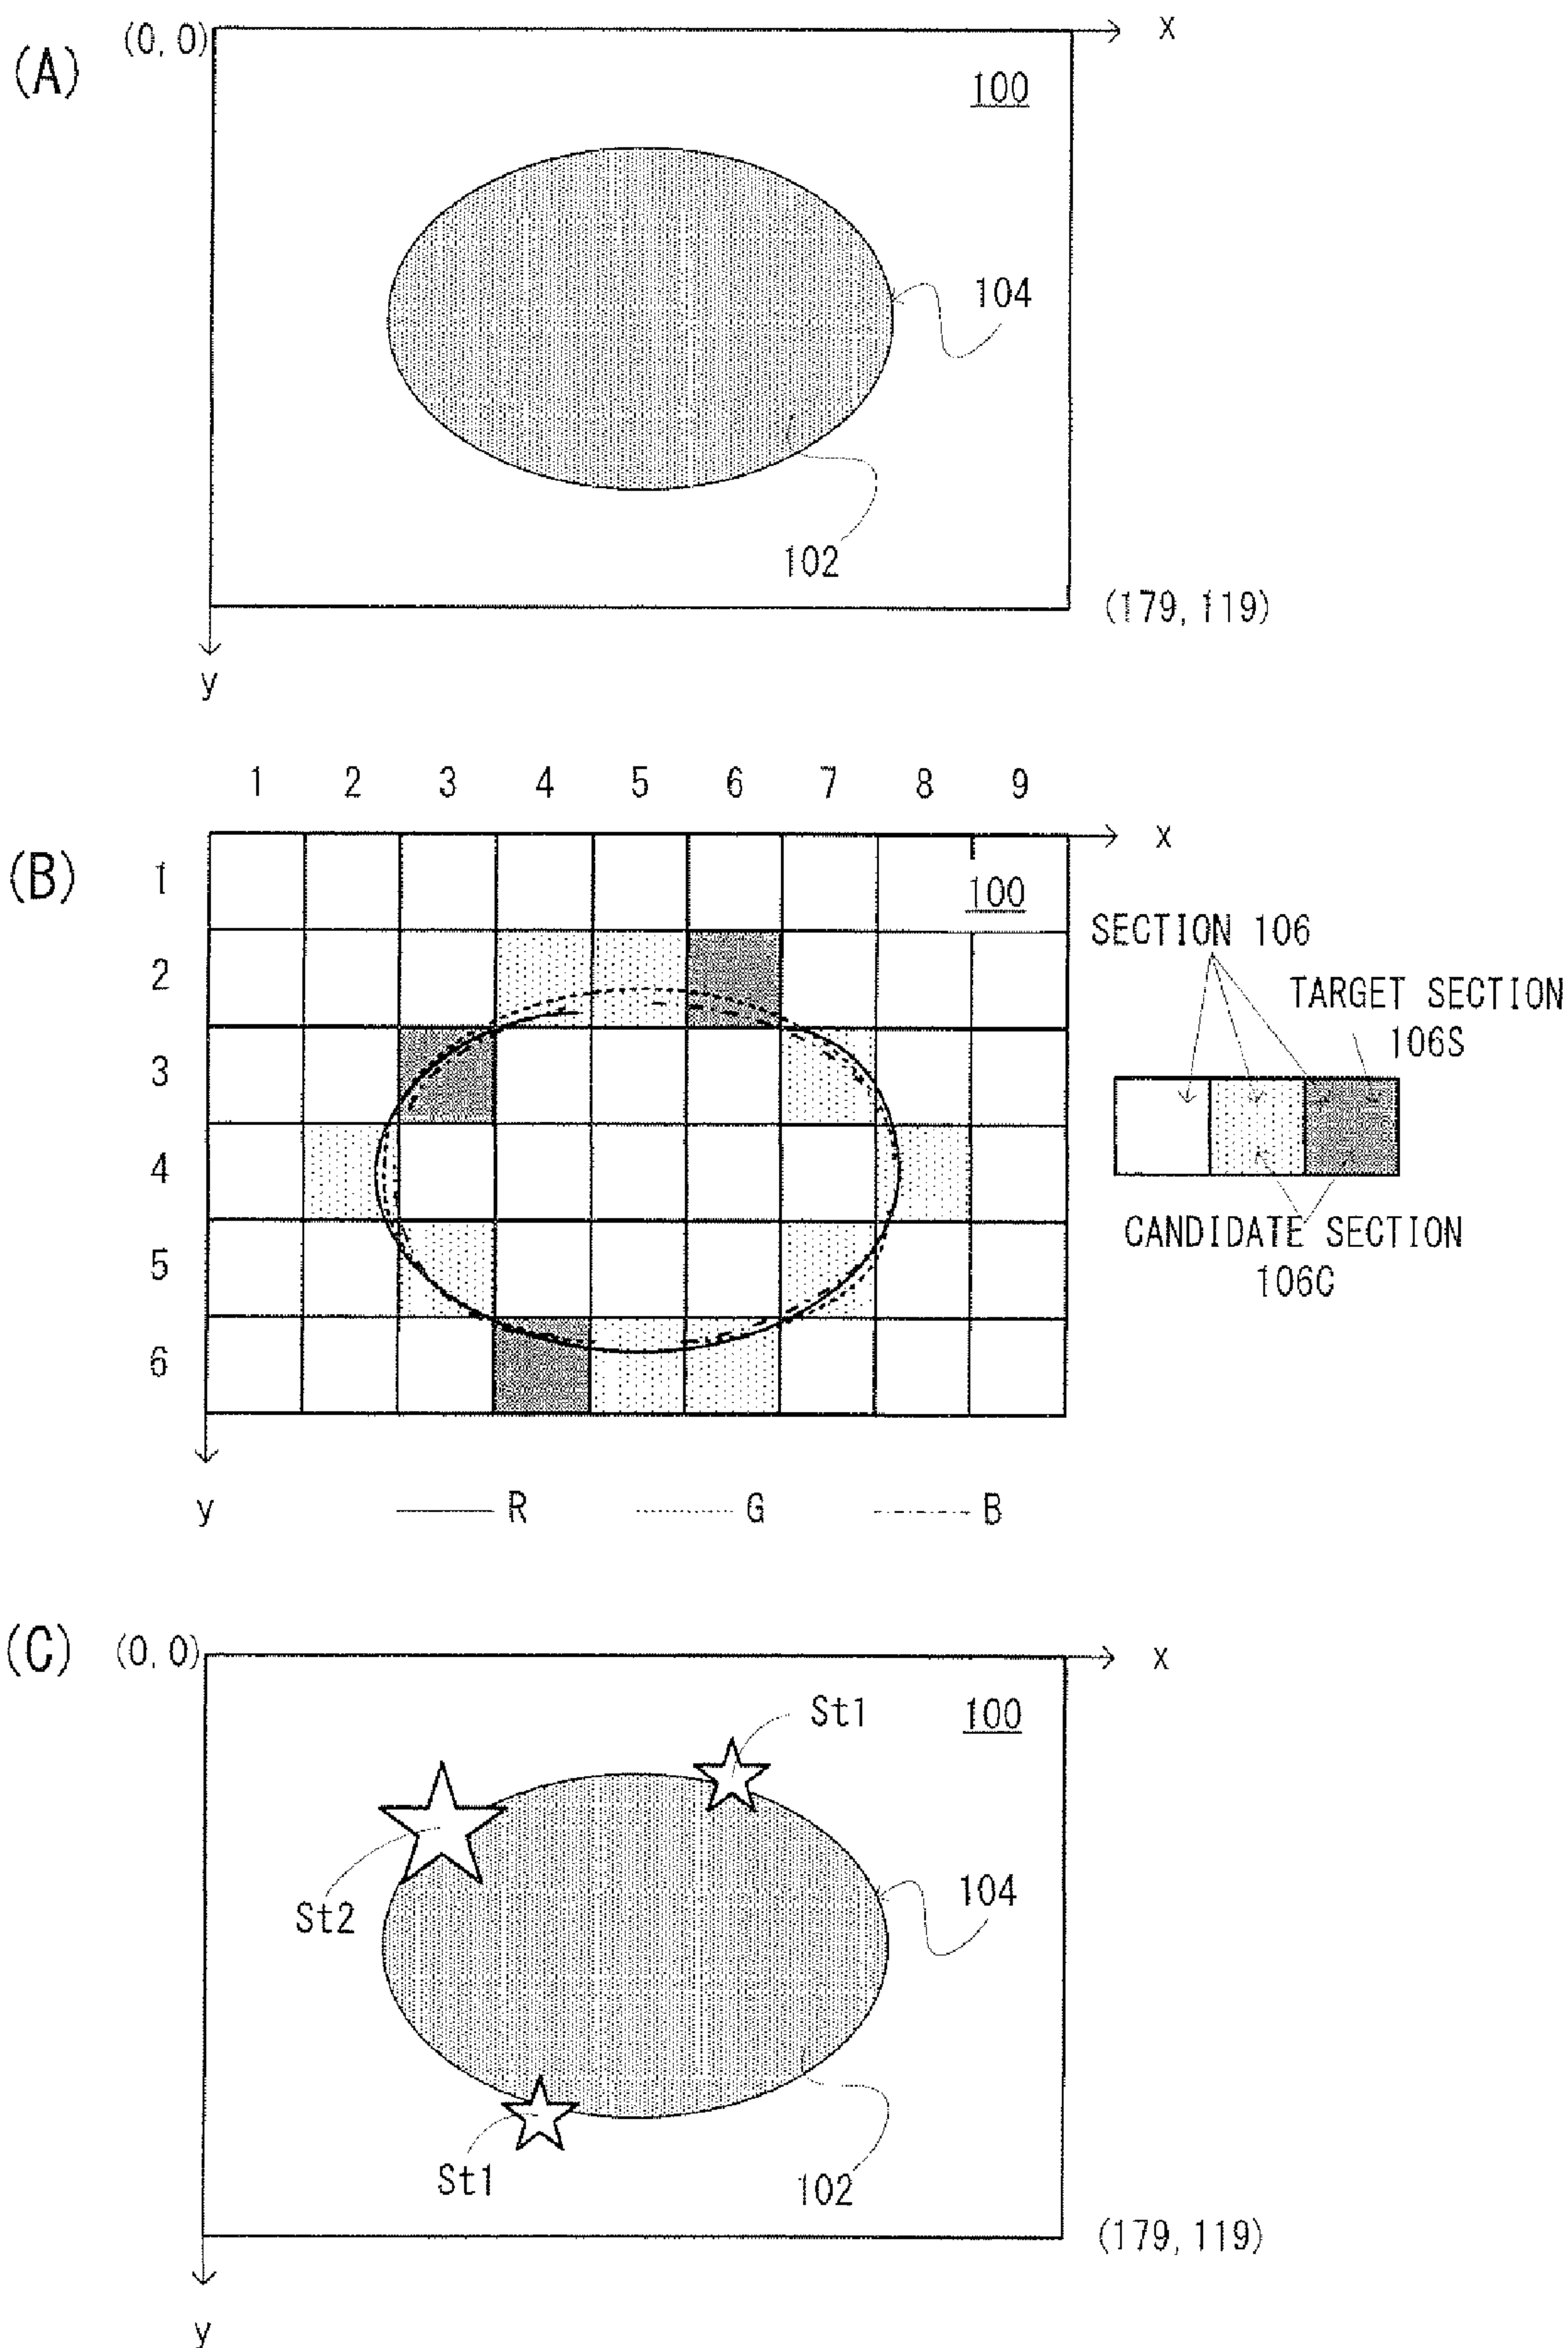 (A)
(0,0)
x
100
104
102
(179,119)
y
1 2 3 4 5 6 7 8 9
x
(B)
1
100
2
3
4
5
6
SECTION 106
TARGET SECTION
106S
CANDIDATE SECTION
106C
y
R
G
B
(C)
(0,0)
x
St1
100
St2
104
St1
102
(179,119)
y